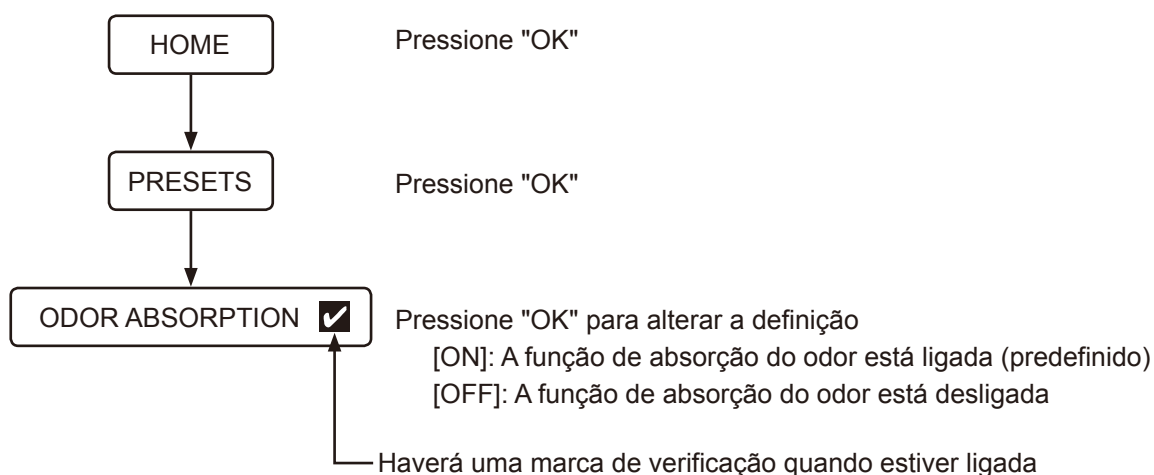 HOME
Pressione "OK"
PRESETS
Pressione "OK"
ODOR ABSORPTION ✔
Pressione "OK" para alterar a definição
[ON]: A função de absorção do odor está ligada (predefinido)
[OFF]: A função de absorção do odor está desligada
Haverá uma marca de verificação quando estiver ligada